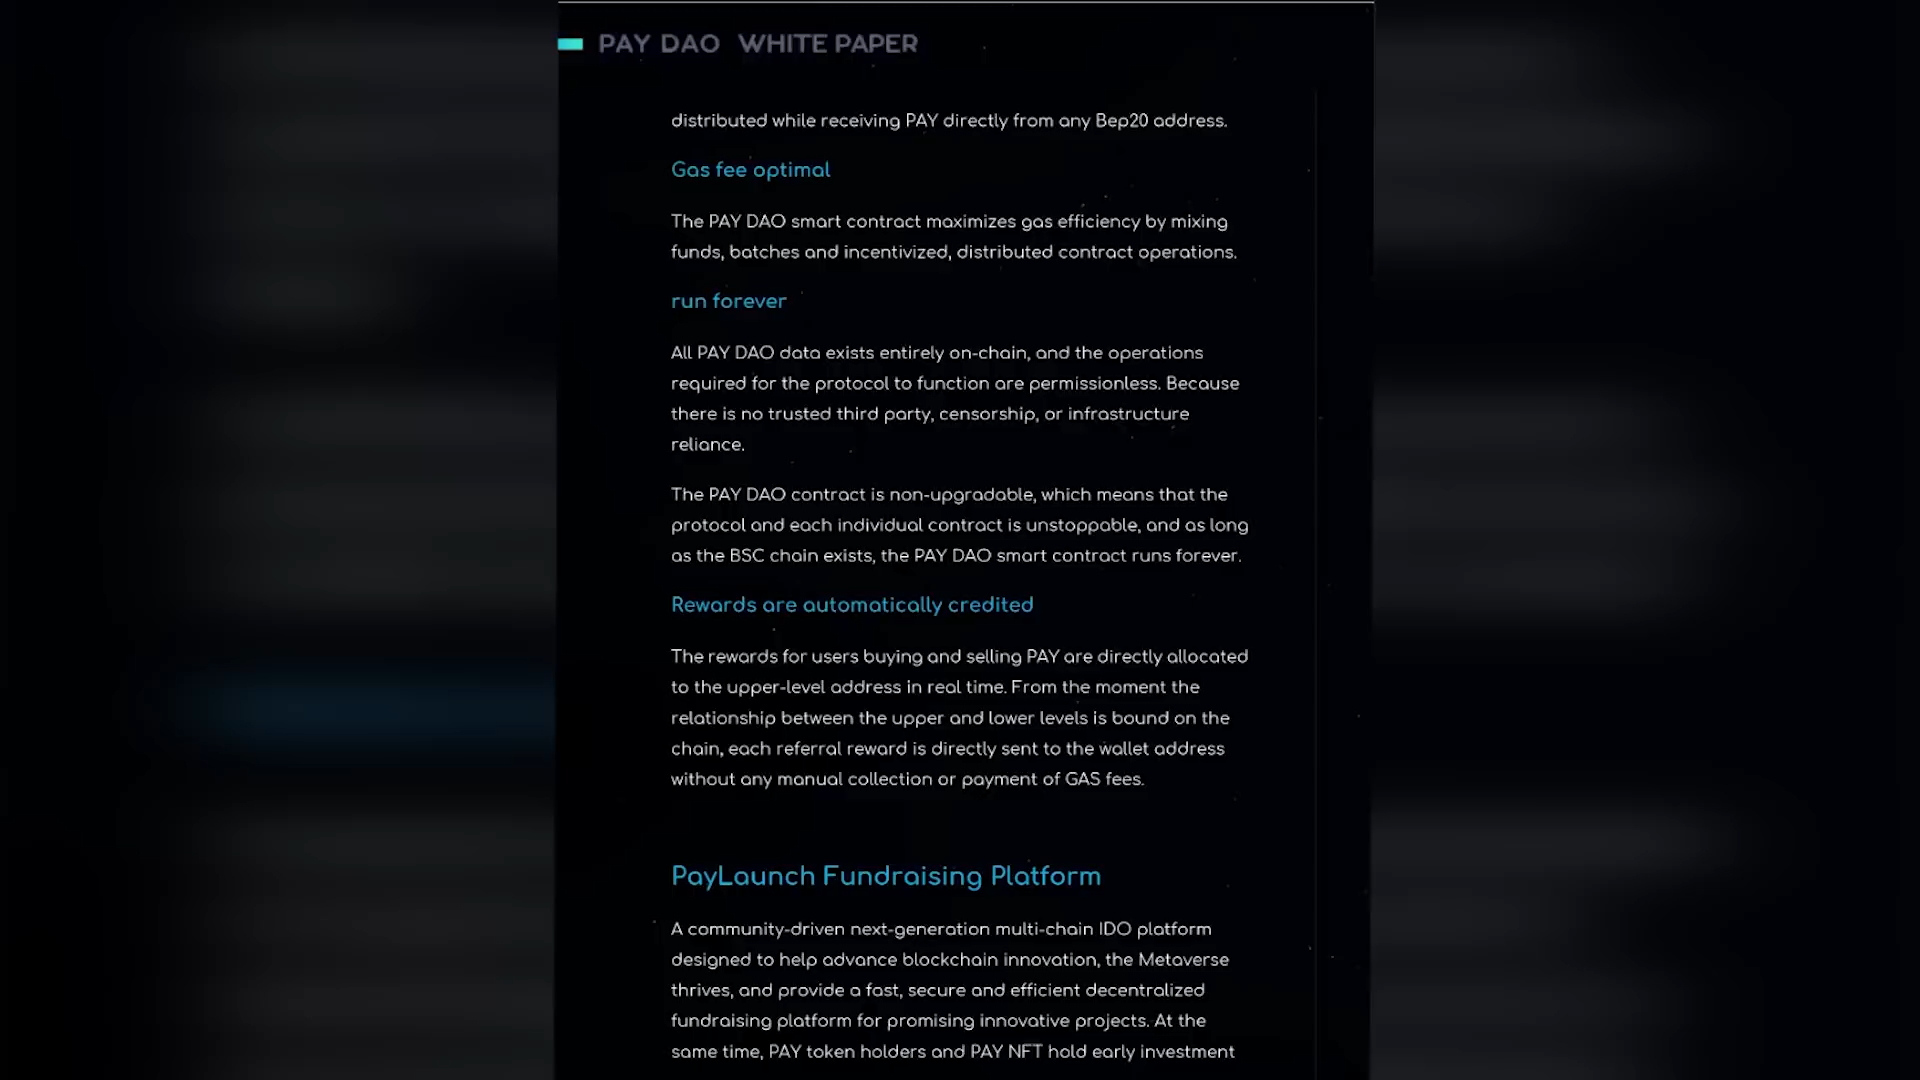 PAY DAO WHITE PAPER
distributed while receiving PAY directly from any Bep20 address.
Gas fee optimal
The PAY DAO smart contract maximizes gas efficiency by mixing
funds, batches and incentivized, distributed contract operations.
run forever
All PAY DAO data exists entirely on-chain, and the operations
required for the protocol to function are permissionless. Because
there is no trusted third party, censorship, or infrastructure
reliance.
The PAY DAO contract is non-upgradable, which means that the
protocol and each individual contract is unstoppable, and as long
as the BSC chain exists, the PAY DAO smart contract runs forever.
Rewards are automatically credited
The rewards for users buying and selling PAY are directly allocated
to the upper-level address in real time. From the moment the
relationship between the upper and lower levels is bound on the
chain, each referral reward is directly sent to the wallet address
without any manual collection or payment of GAS fees.
PayLaunch Fundraising Platform
A community-driven next-generation multi-chain IDO platform
designed to help advance blockchain innovation, the Metaverse
thrives, and provide a fast, secure and efficient decentralized
fundraising platform for promising innovative projects. At the
same time, PAY token holders and PAY NFT hold early investment